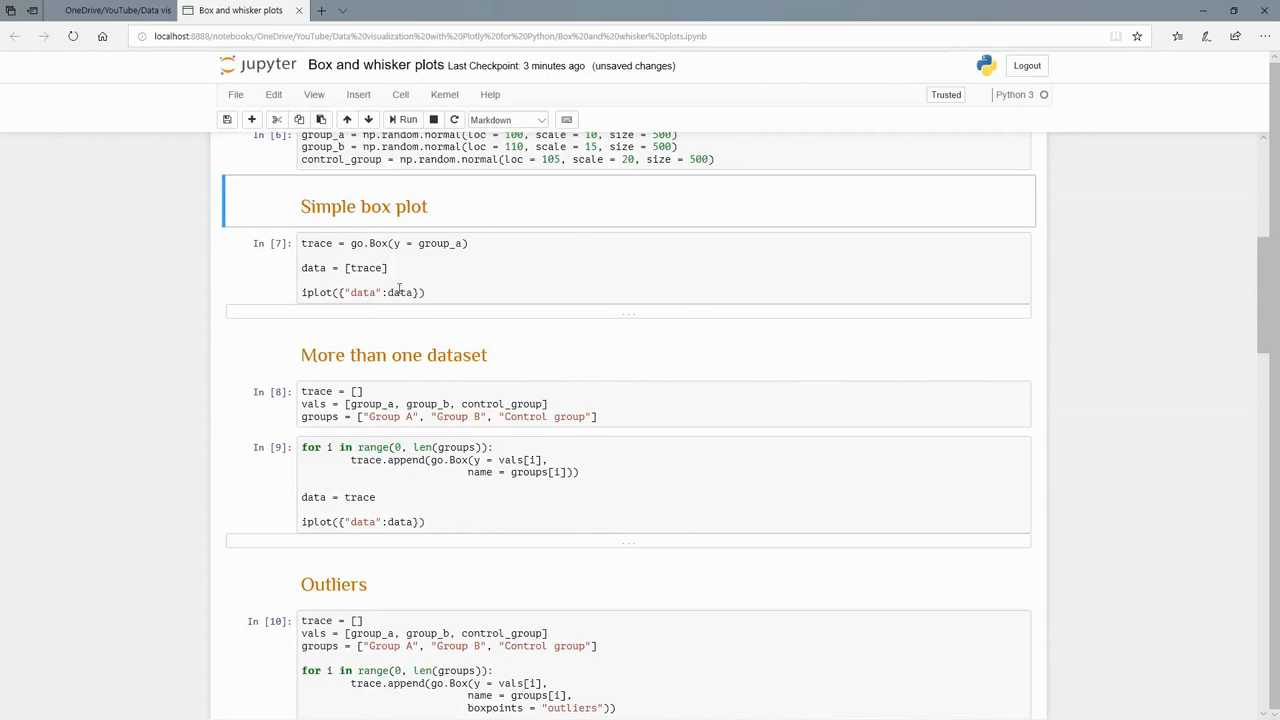 OneDrive/YouTube/Data vis
Box and whisker plots
localhost:8888/notebooks/OneDrive/YouTube/Data%20visualization%20with%20Plotly%20for%20Python/Box%20and%20whisker%20plots.ipynb
jupyter Box and whisker plots Last Checkpoint: 3 minutes ago (unsaved changes)
Logout
File Edit View Insert Cell Kernel Help
Trusted
Python 3
Run
Markdown
In [6]: group_a = np.random.normal(loc = 100, scale = 10, size = 500)
group_b = np.random.normal(loc = 110, scale = 15, size = 500)
control_group = np.random.normal(loc = 105, scale = 20, size = 500)
Simple box plot
In [7]: trace = go.Box(y = group_a)
data = [trace]
iplot({"data":data})
...
More than one dataset
In [8]: trace = []
vals = [group_a, group_b, control_group]
groups = ["Group A", "Group B", "Control group"]
In [9]: for i in range(0, len(groups)):
trace.append(go.Box(y = vals[i],
name = groups[i]))
data = trace
iplot({"data":data})
...
Outliers
In [10]: trace = []
vals = [group_a, group_b, control_group]
groups = ["Group A", "Group B", "Control group"]
for i in range(0, len(groups)):
trace.append(go.Box(y = vals[i],
name = groups[i],
boxpoints = "outliers"))